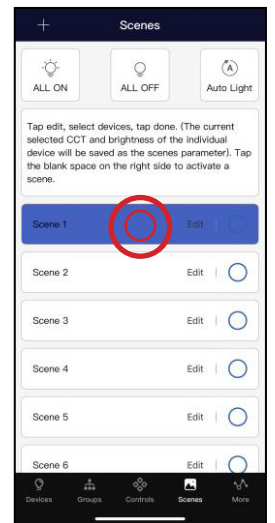 Scenes
ALL ON
ALL OFF
A
Auto Light
Tap edit, select devices, tap done. (The current
selected CCT and brightness of the individual
device will be saved as the scenes
parameter). Tap
the blank space on the right side to activate a
scene.
Scene 1 Edit
Scene 2 Edit
Scene 3 Edit
Scene 4 Edit
Scene 5 Edit
Scene 6 Edit
Devices Groups Controls Scenes More